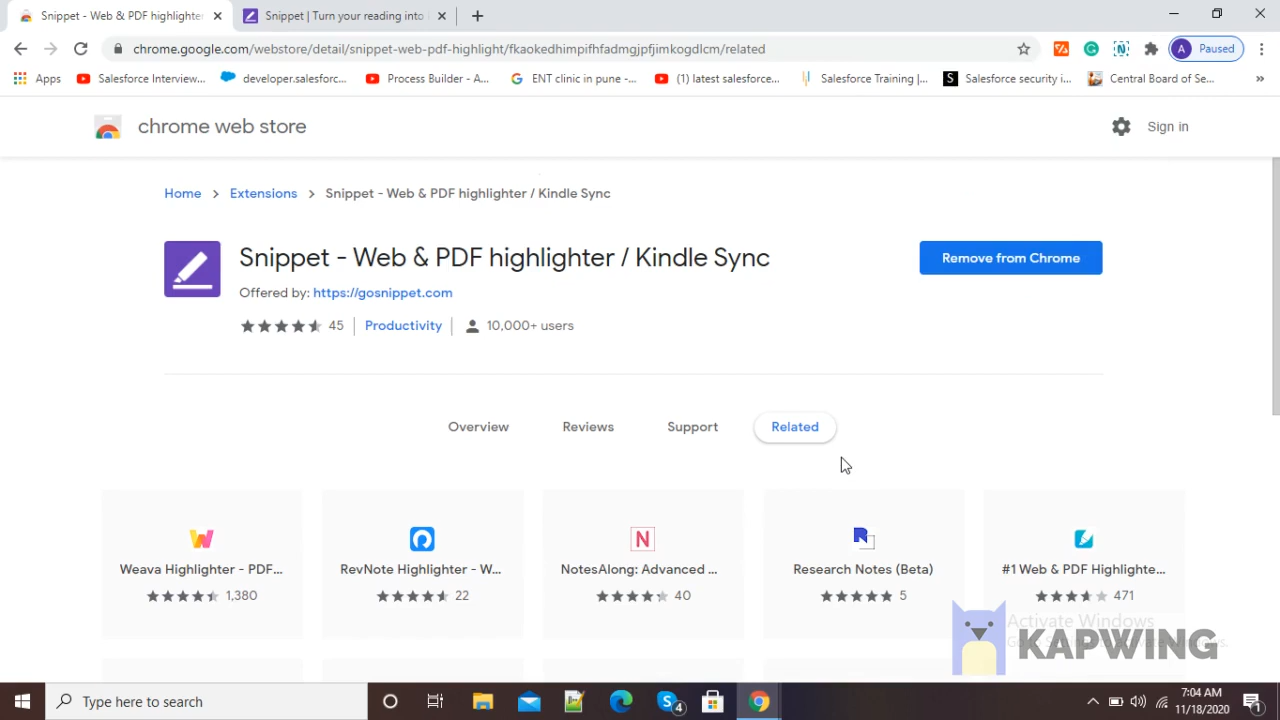 Snippet - Web & PDF highlighter
Snippet | Turn your reading into
chrome.google.com/webstore/detail/snippet-web-pdf-highlight/fkaokedhimpifhfadmgjpfjimkogdlcm/related
A Paused
Apps
Salesforce Interview...
developer.salesforc...
Process Builder - A...
ENT clinic in pune -...
(1) latest salesforce...
Salesforce Training |...
S Salesforce security i...
Central Board of Se...
»
chrome web store
Sign in
Home
Extensions
Snippet - Web & PDF highlighter / Kindle Sync
Snippet - Web & PDF highlighter / Kindle Sync
Remove from Chrome
Offered by: https://gosnippet.com
45
Productivity
10,000+ users
Overview
Reviews
Support
Related
Weava Highlighter - PDF...
1,380
RevNote Highlighter - W...
22
N
NotesAlong: Advanced ...
40
Research Notes (Beta)
5
#1 Web & PDF Highlighte...
471
Activate Windows
KAPWING
Type here to search
4
7:04 AM
11/18/2020
1